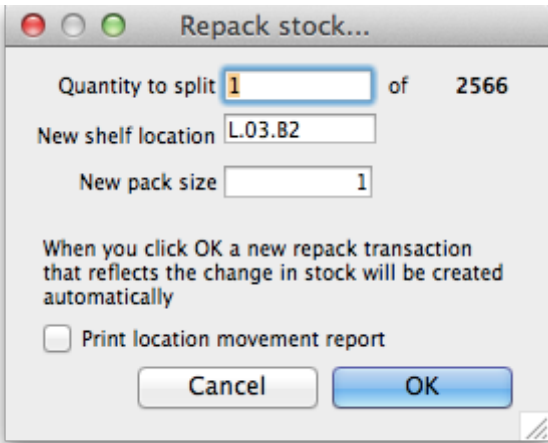 Repack stock...
Quantity to split 1 of 2566
New shelf location L.03.B2
New pack size 1
When you click OK a new repack transaction
that reflects the change in stock will be created
automatically
Print location movement report
Cancel OK